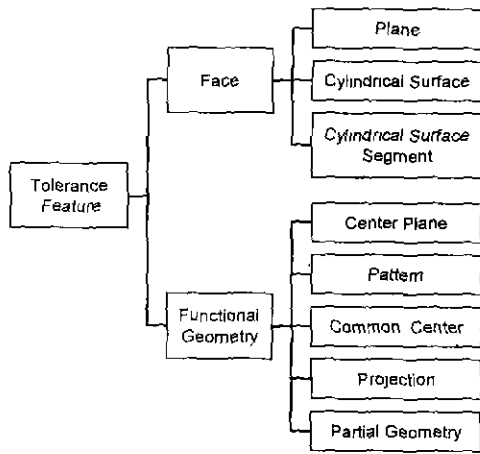 Plane
Face
Cylindrical Surface
Cylindrical Surface
Segment
Tolerance
Feature
Center Plane
Pattern
Functional
Geometry
Common Center
Projection
Partial Geometry